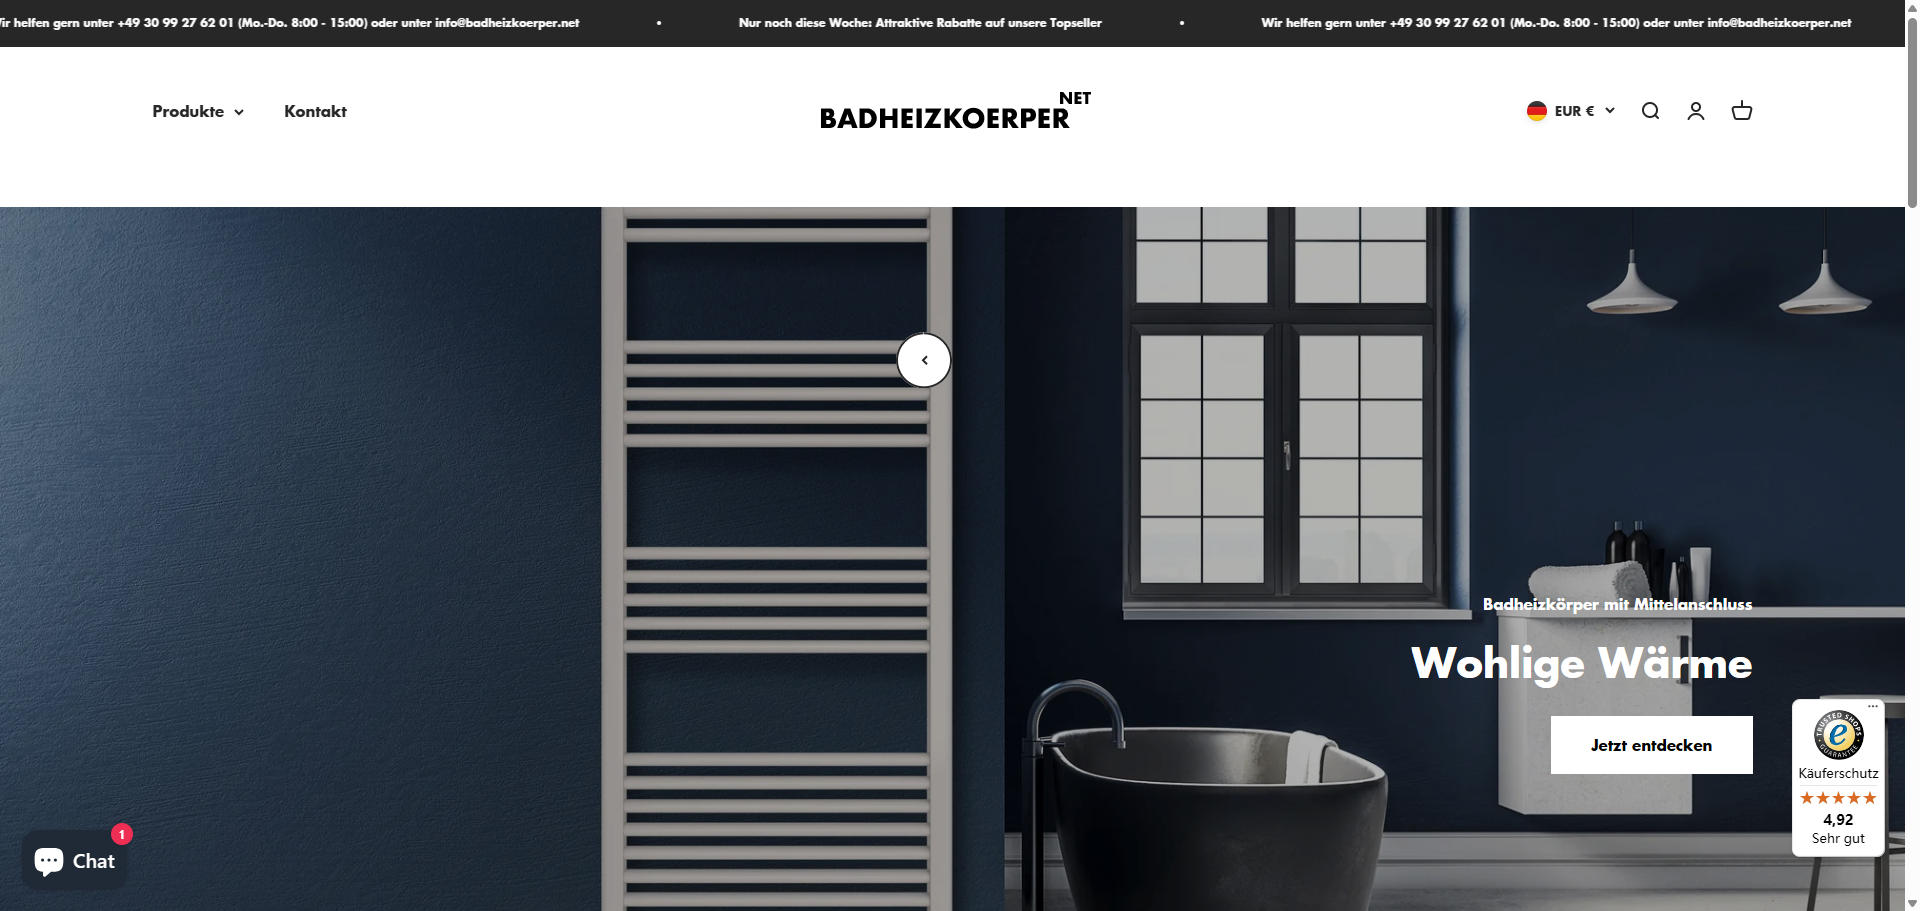 ir helfen gern unter +49 30 99 27 62 01 (Mo.-Do. 8:00 - 15:00) oder unter info@badheizkoerper.net • Nur noch diese Woche: Attraktive Rabatte auf unsere Topseller • Wir helfen gern unter +49 30 99 27 62 01 (Mo.-Do. 8:00 - 15:00) oder unter info@badheizkoerper.net
Produkte Kontakt
NET
BADHEIZKOERPER
EUR €
Badheizkörper mit Mittelanschluss
Wohlige Wärme
Jetzt entdecken
TRUSTED SHOPS
GUARANTEE
Käuferschutz
4,92
Sehr gut
1
Chat